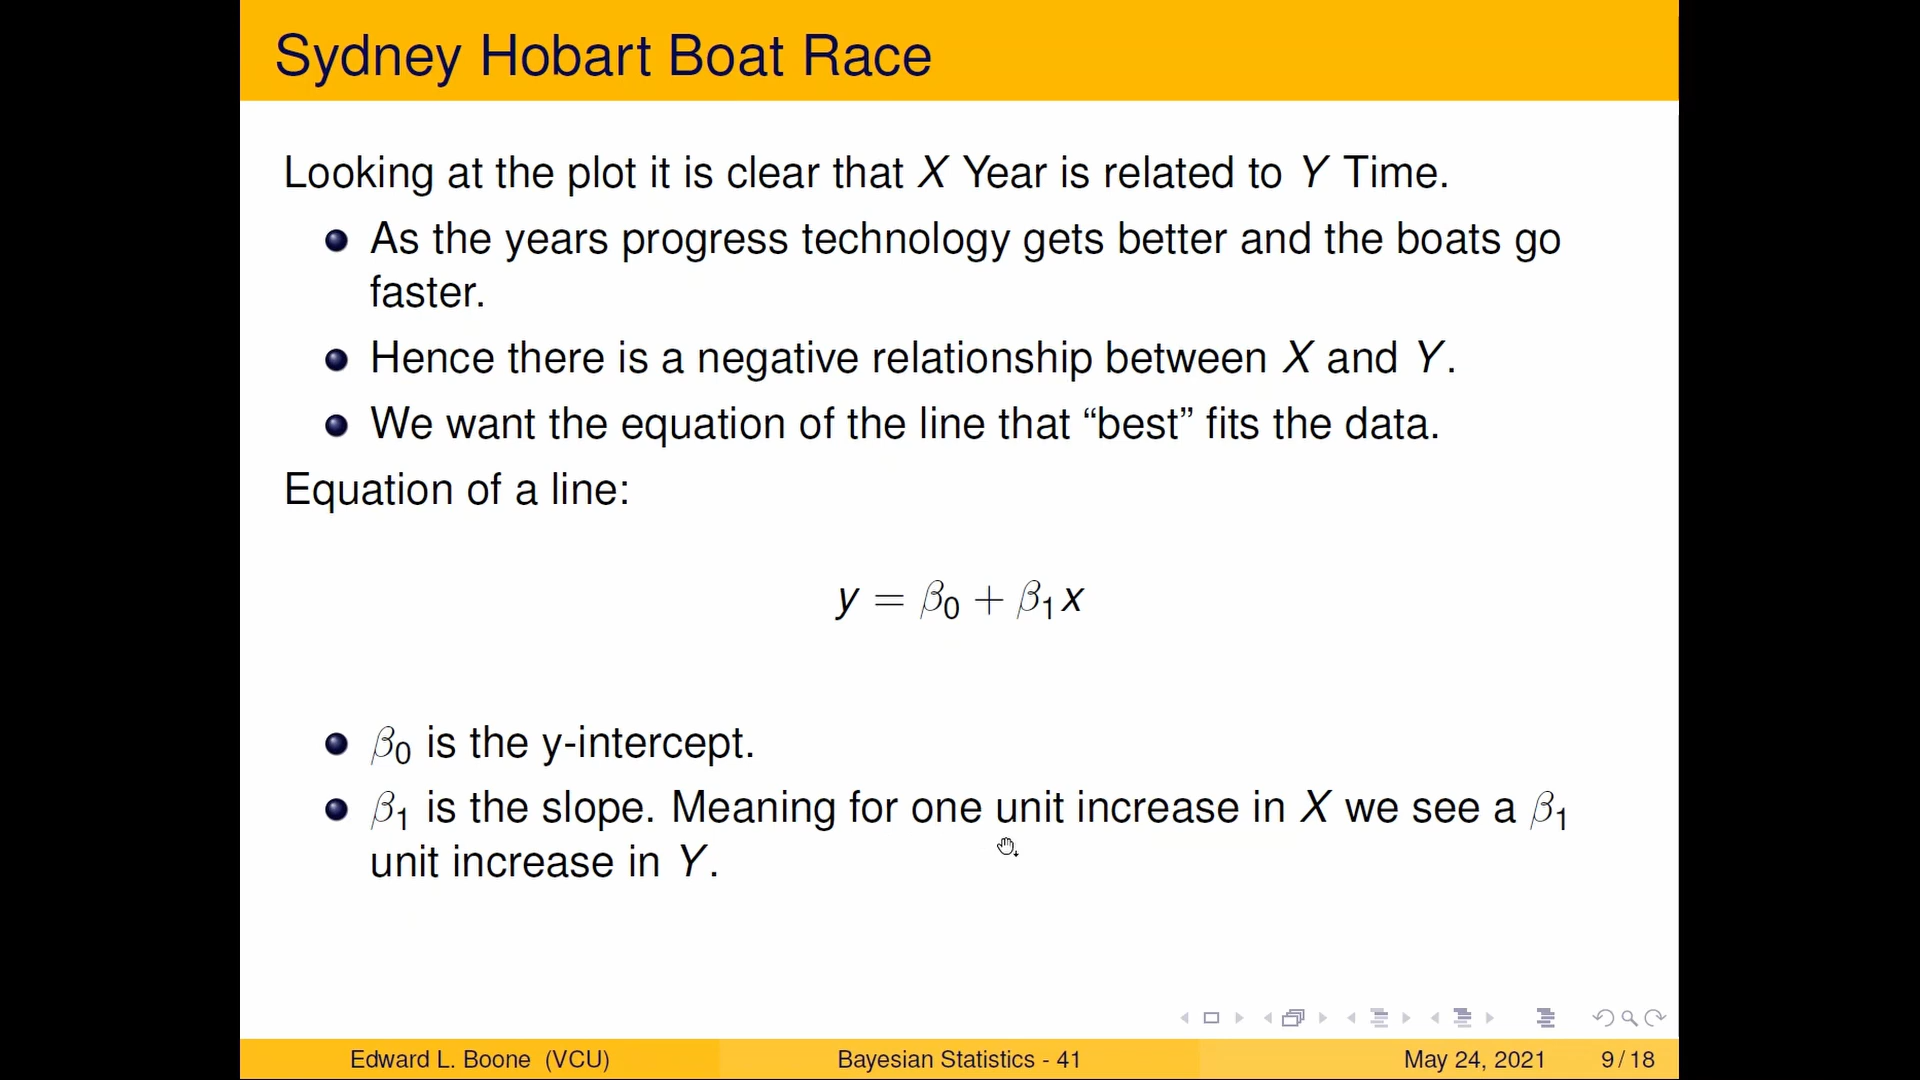 Sydney Hobart Boat Race
Looking at the plot it is clear that X Year is related to Y Time.
As the years progress technology gets better and the boats go
faster.
Hence there is a negative relationship between X and Y.
We want the equation of the line that “best” fits the data.
Equation of a line:
y = β₀ + β₁x
β₀ is the y-intercept.
β₁ is the slope. Meaning for one unit increase in X we see a β₁
unit increase in Y.
Edward L. Boone (VCU) Bayesian Statistics - 41 May 24, 2021 9 / 18